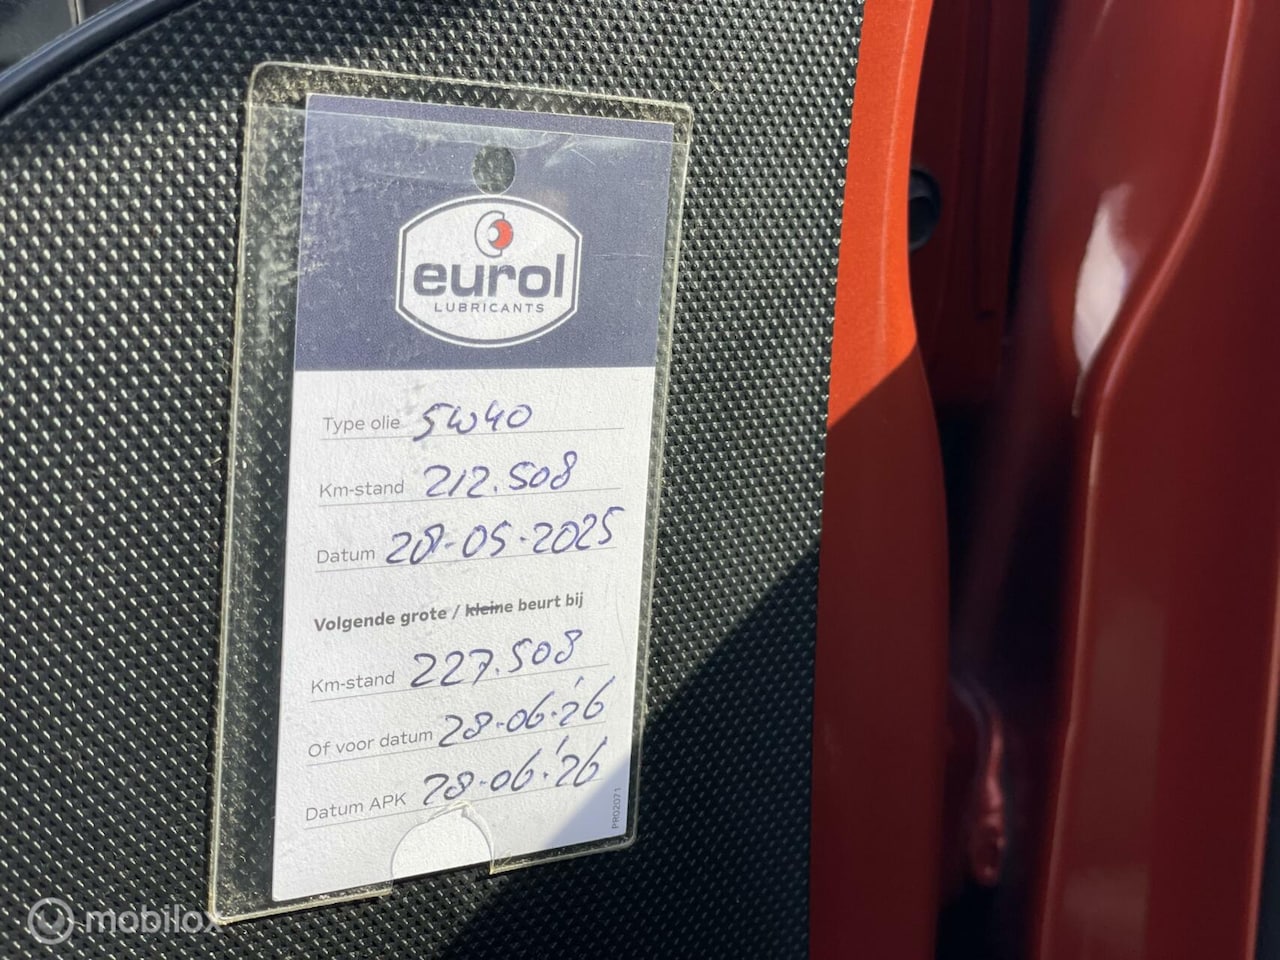 eurol
LUBRICANTS
Type olie 5W40
Km-stand 212.508
Datum 28-05-2025
Volgende grote / kleine beurt bij
Km-stand 227.508
Of voor datum 28-06-'26
Datum APK 28-06-'26
PR02071
mobilox